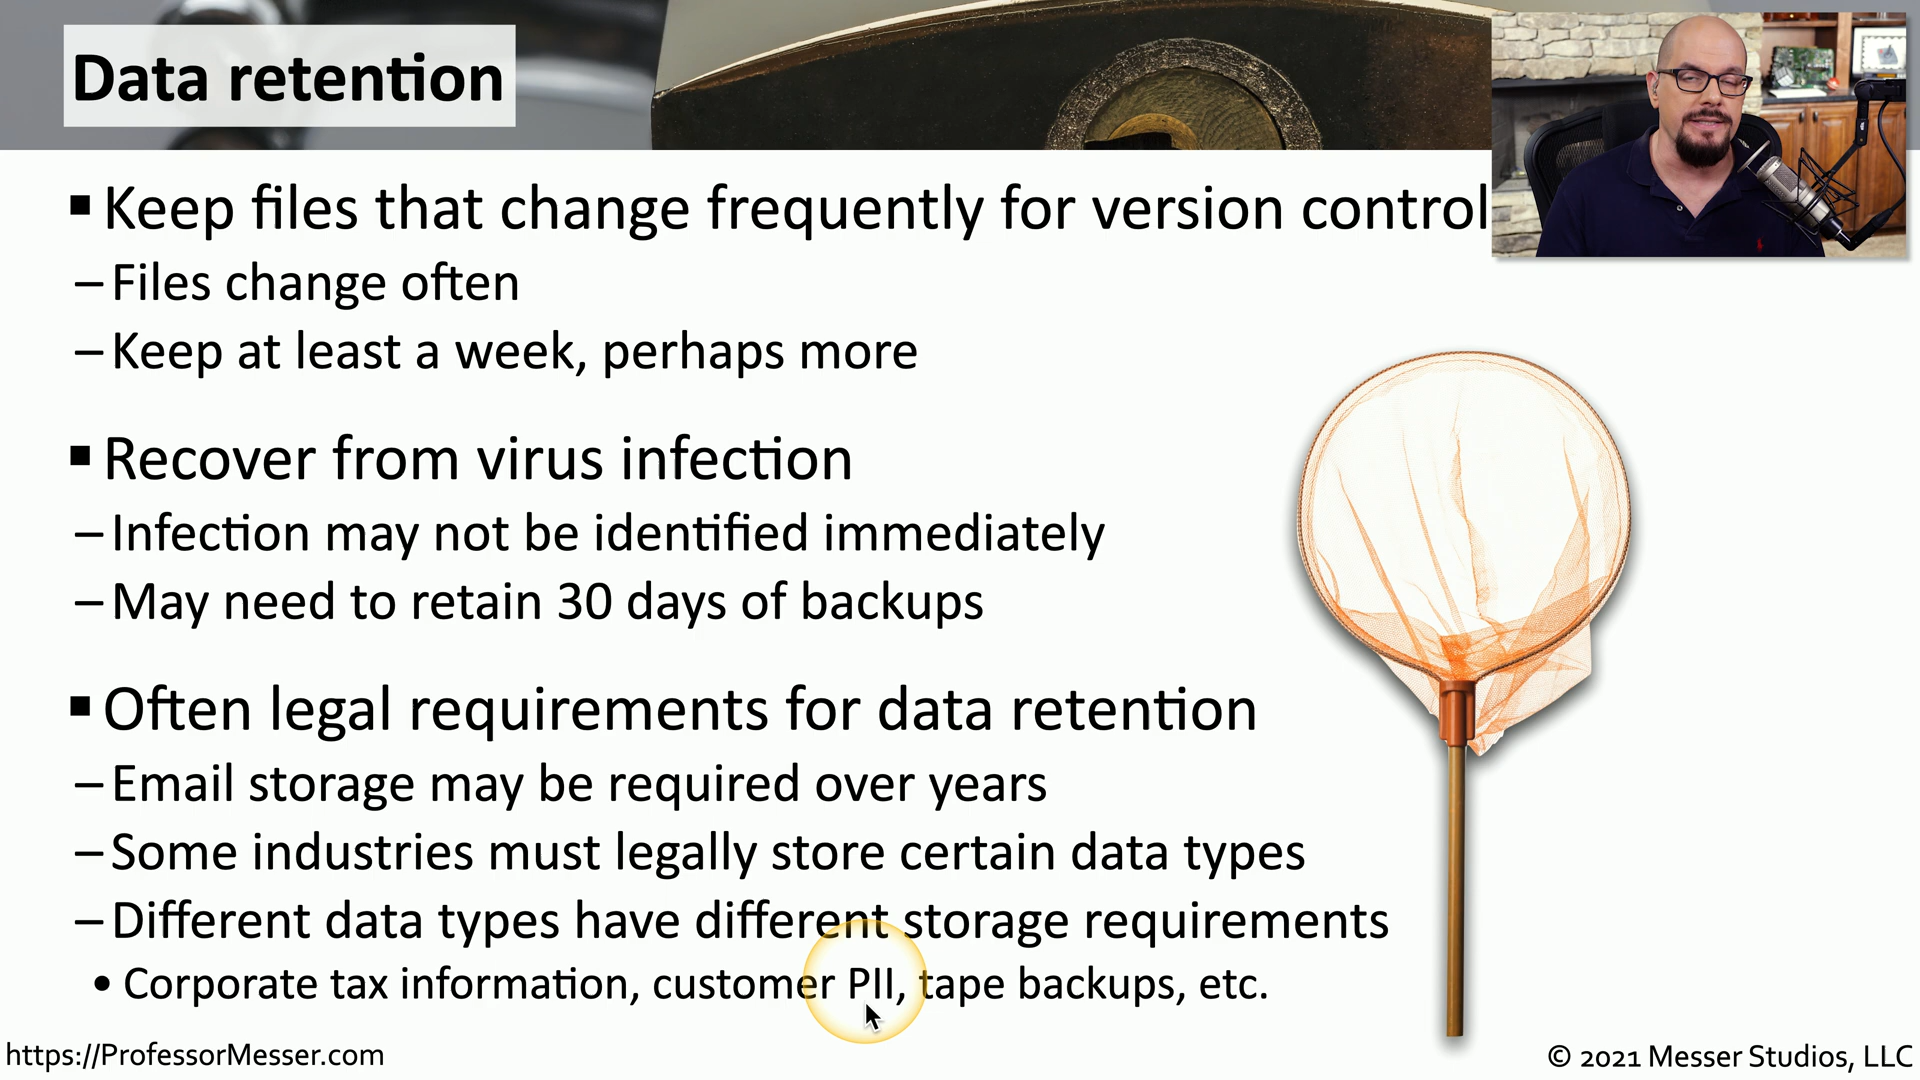 Data retention
▪ Keep files that change frequently for version control
– Files change often
– Keep at least a week, perhaps more
▪ Recover from virus infection
– Infection may not be identified immediately
– May need to retain 30 days of backups
▪ Often legal requirements for data retention
– Email storage may be required over years
– Some industries must legally store certain data types
– Different data types have different storage requirements
• Corporate tax information, customer PII, tape backups, etc.
https://ProfessorMesser.com
© 2021 Messer Studios, LLC